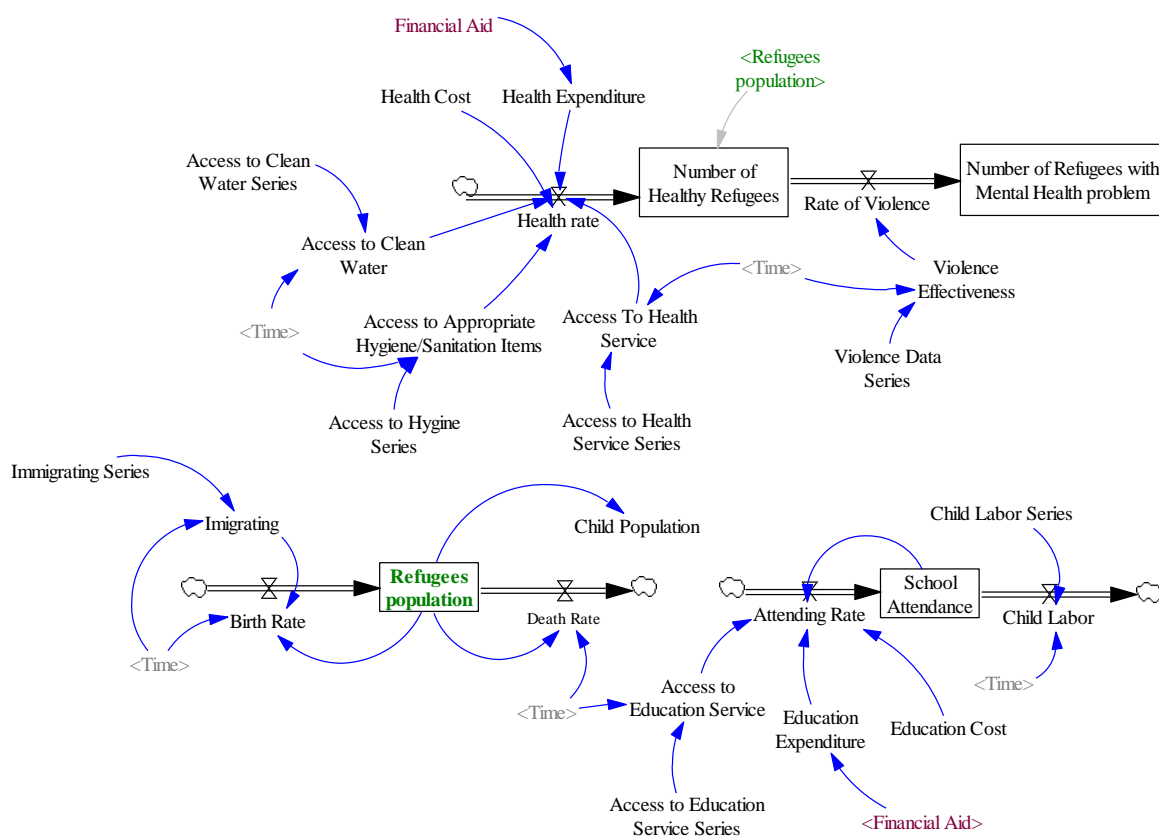 Financial Aid
<Refugees
population>
Health Cost
Health Expenditure
Access to Clean
Water Series
Number of
Healthy Refugees
Number of Refugees with
Mental Health problem
Health rate
Rate of Violence
Access to Clean
Water
<Time>
Violence
Effectiveness
<Time>
Access to Appropriate
Hygiene/Sanitation Items
Access To Health
Service
Violence Data
Series
Access to Hygine
Series
Access to Health
Service Series
Immigrating Series
Imigrating
Child Population
Child Labor Series
Refugees
population
School
Attendance
Birth Rate
Death Rate
Attending Rate
Child Labor
<Time>
<Time>
Access to
Education Service
<Time>
Education
Expenditure
Education Cost
Access to Education
Service Series
<Financial Aid>